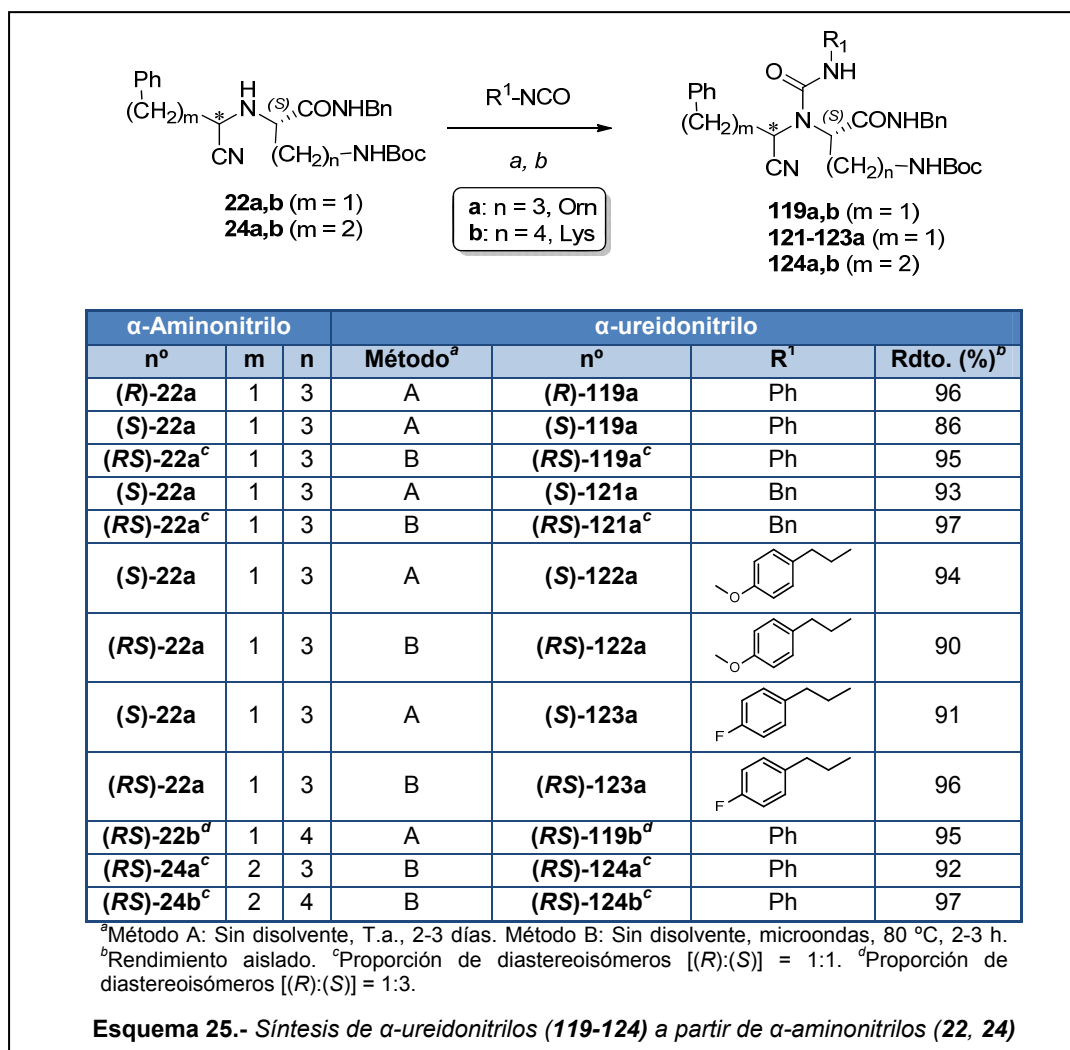 R₁
Ph
H
N
(S)
CONHBn
(CH₂)m
*
CN
(CH₂)n
NHBoc
22a,b (m = 1)
24a,b (m = 2)
R¹-NCO
a, b
a: n = 3, Orn
b: n = 4, Lys
O
NH
Ph
N
(S)
CONHBn
(CH₂)m
*
CN
(CH₂)n
NHBoc
119a,b (m = 1)
121-123a (m = 1)
124a,b (m = 2)
α-Aminonitrilo α-ureidonitrilo
nº m n Métodoᵃ nº R¹ Rdto. (%)ᵇ
(R)-22a 1 3 A (R)-119a Ph 96
(S)-22a 1 3 A (S)-119a Ph 86
(RS)-22aᶜ 1 3 B (RS)-119aᶜ Ph 95
(S)-22a 1 3 A (S)-121a Bn 93
(RS)-22aᶜ 1 3 B (RS)-121aᶜ Bn 97
(S)-22a 1 3 A (S)-122a O 94
(RS)-22a 1 3 B (RS)-122a O 90
(S)-22a 1 3 A (S)-123a F 91
(RS)-22a 1 3 B (RS)-123a F 96
(RS)-22bᵈ 1 4 A (RS)-119bᵈ Ph 95
(RS)-24aᶜ 2 3 B (RS)-124aᶜ Ph 92
(RS)-24bᶜ 2 4 B (RS)-124bᶜ Ph 97
ᵃMétodo A: Sin disolvente, T.a., 2-3 días. Método B: Sin disolvente, microondas, 80 ºC, 2-3 h.
ᵇRendimiento aislado. ᶜProporción de diastereoisómeros [(R):(S)] = 1:1. ᵈProporción de
diastereoisómeros [(R):(S)] = 1:3.
Esquema 25.- Síntesis de α-ureidonitrilos (119-124) a partir de α-aminonitrilos (22, 24)